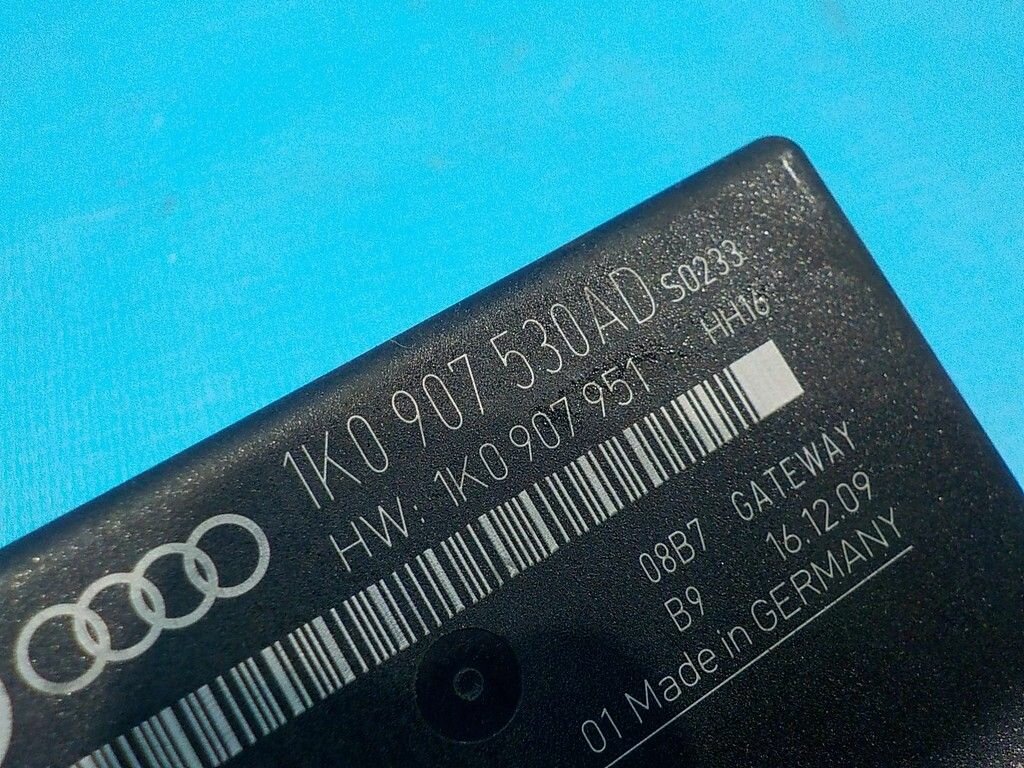 1K0 907 530AD S0233
HW: 1K0 907 951 HH16
08B7 GATEWAY
B9 16.12.09
01 Made in GERMANY